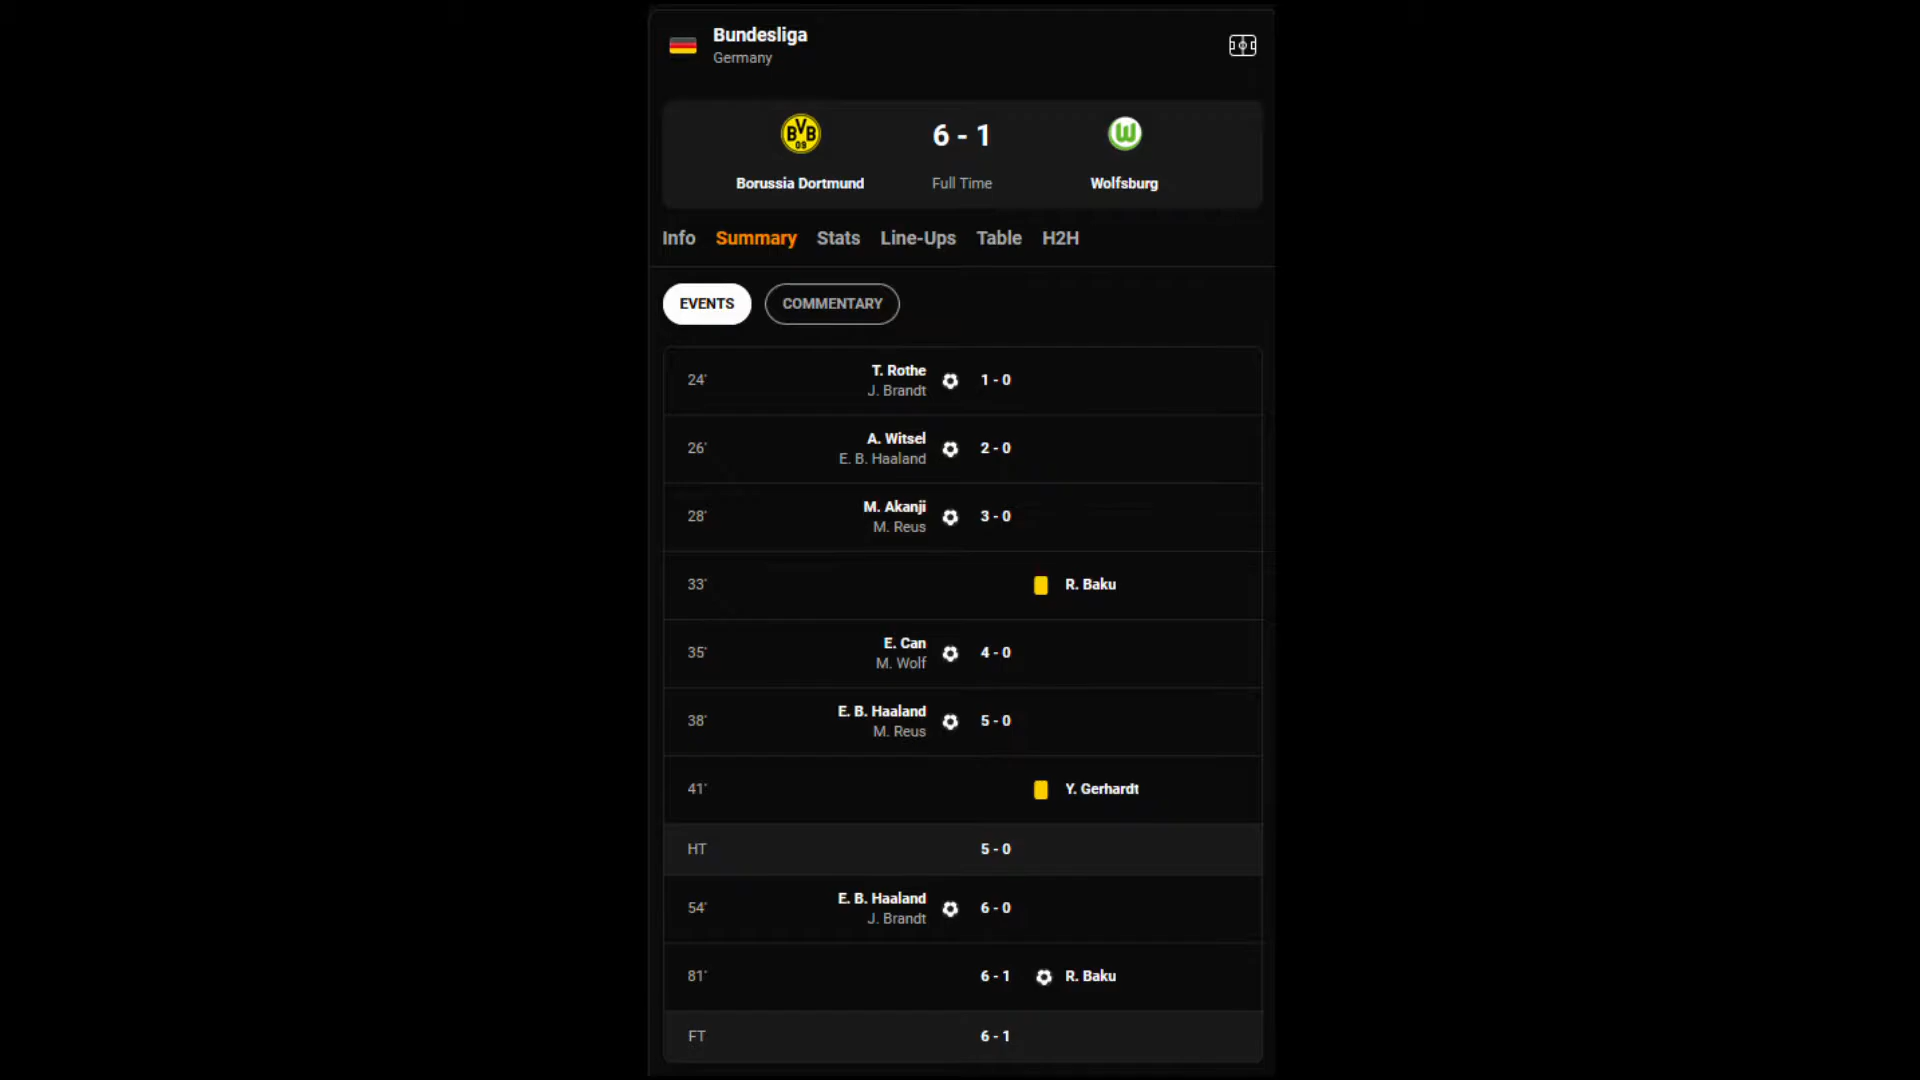 Bundesliga
Germany
BVB
09
6 - 1
W
Borussia Dortmund
Full Time
Wolfsburg
Info Summary Stats Line-Ups Table H2H
EVENTS COMMENTARY
24'
T. Rothe
J. Brandt
1 - 0
26'
A. Witsel
E. B. Haaland
2 - 0
28'
M. Akanji
M. Reus
3 - 0
33'
R. Baku
35'
E. Can
M. Wolf
4 - 0
38'
E. B. Haaland
M. Reus
5 - 0
41'
Y. Gerhardt
HT 5 - 0
54'
E. B. Haaland
J. Brandt
6 - 0
81' 6 - 1 R. Baku
FT 6 - 1